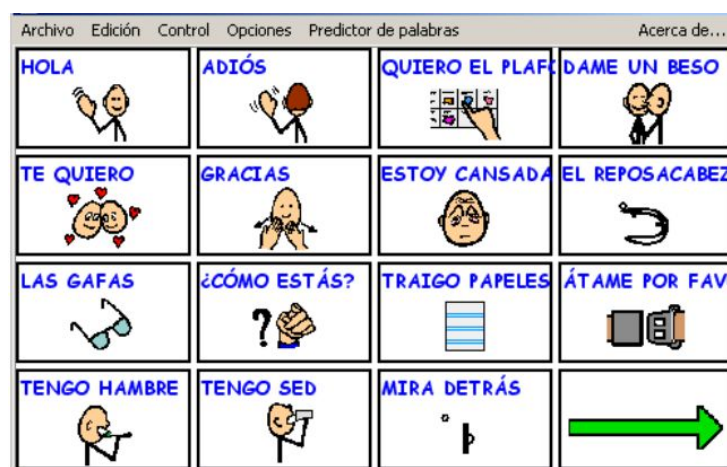 Archivo Edición Control Opciones Predictor de palabras Acerca de...
HOLA ADIÓS QUIERO EL PLAFO DAME UN BESO
TE QUIERO GRACIAS ESTOY CANSADA EL REPOSACABEZ
LAS GAFAS ¿CÓMO ESTÁS? TRAIGO PAPELES ÁTAME POR FAV
TENGO HAMBRE TENGO SED MIRA DETRÁS